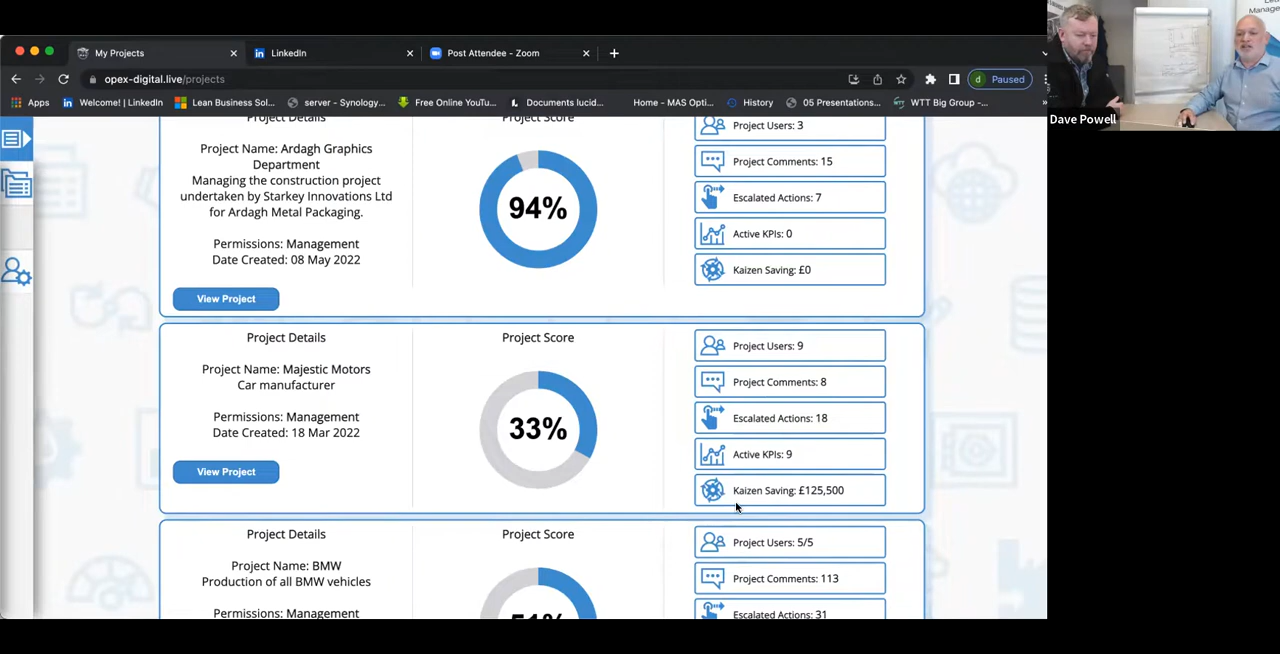 My Projects
LinkedIn
Post Attendee - Zoom
opex-digital.live/projects
d Paused
Apps
Welcome! | LinkedIn
Lean Business Sol...
server - Synology...
Free Online YouTu...
Documents lucid...
Home - MAS Opti...
History
05 Presentations...
WTT Big Group -...
»
Manage
Dave Powell
Project Details
Project Name: Ardagh Graphics
Department
Managing the construction project
undertaken by Starkey Innovations Ltd
for Ardagh Metal Packaging.
Permissions: Management
Date Created: 08 May 2022
View Project
Project Score
94%
Project Users: 3
Project Comments: 15
Escalated Actions: 7
Active KPIs: 0
Kaizen Saving: £0
Project Details
Project Name: Majestic Motors
Car manufacturer
Permissions: Management
Date Created: 18 Mar 2022
View Project
Project Score
33%
Project Users: 9
Project Comments: 8
Escalated Actions: 18
Active KPIs: 9
Kaizen Saving: £125,500
Project Details
Project Name: BMW
Production of all BMW vehicles
Permissions: Management
Project Score
51%
Project Users: 5/5
Project Comments: 113
Escalated Actions: 31